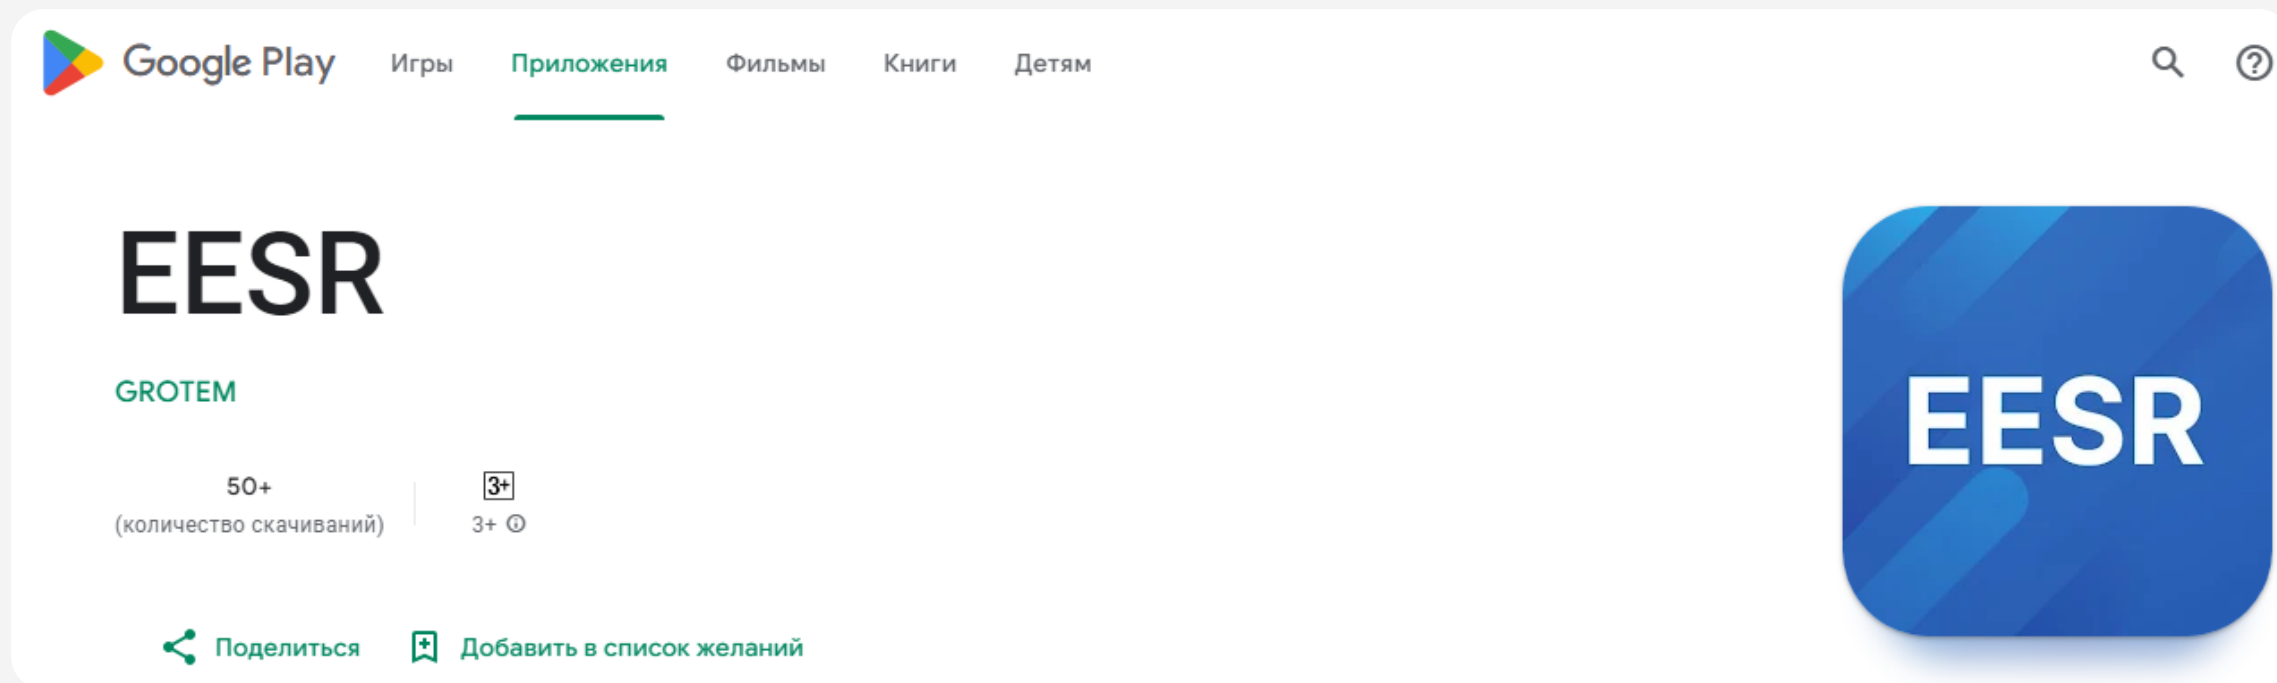 Google Play Игры Приложения Фильмы Книги Детям
EESR
GROTEM
50+
(количество скачиваний)
3+
3+
Поделиться
Добавить в список желаний
EESR